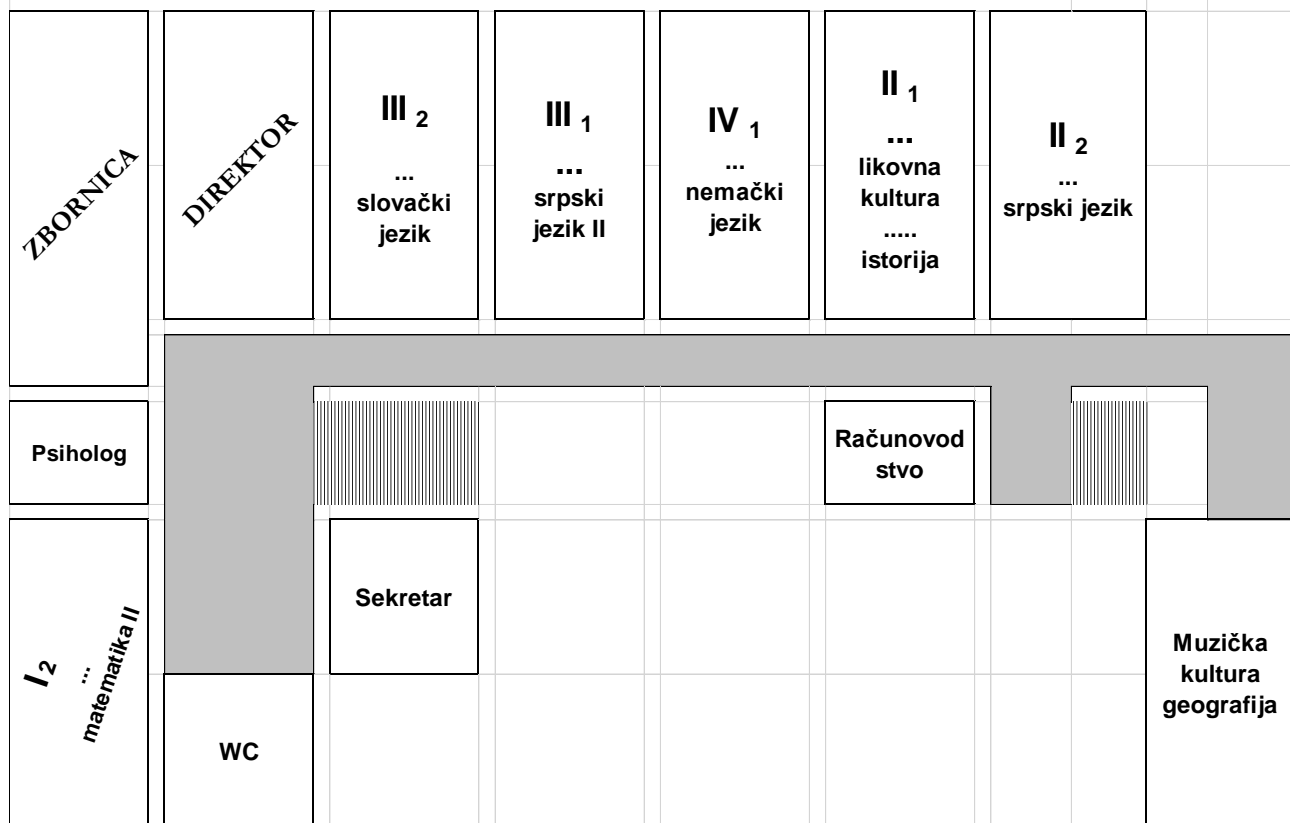 ZBORNICA
DIREKTOR
III 2
...
slovački
jezik
III 1
...
srpski
jezik II
IV 1
...
nemački
jezik
II 1
...
likovna
kultura
.....
istorija
II 2
...
srpski jezik
Psiholog
Računovod
stvo
I 2
...
matematika II
Sekretar
WC
Muzička
kultura
geografija